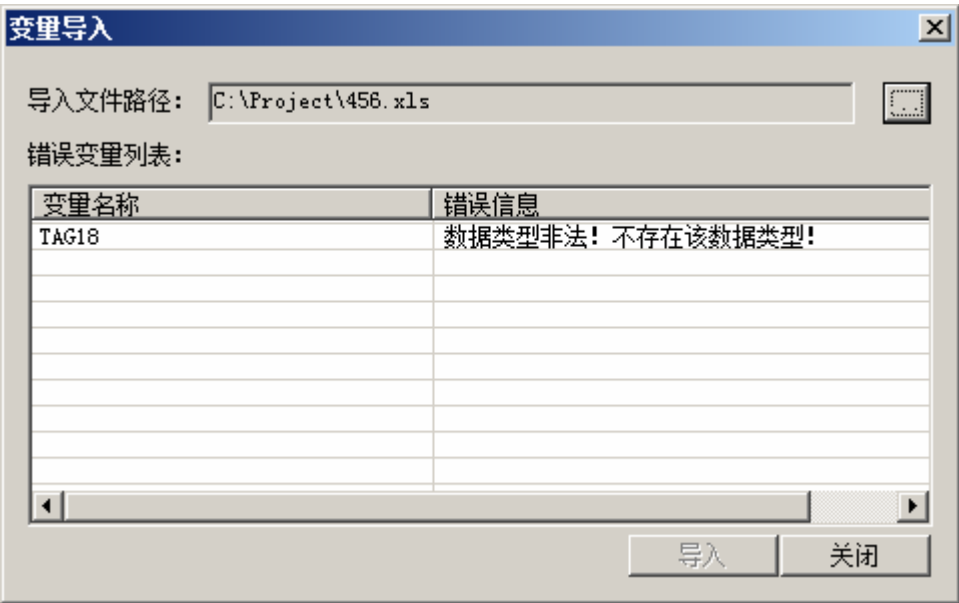 变量导入
导入文件路径: C:\Project\456.xls ...
错误变量列表:
变量名称 错误信息
TAG18 数据类型非法! 不存在该数据类型!
导入 关闭